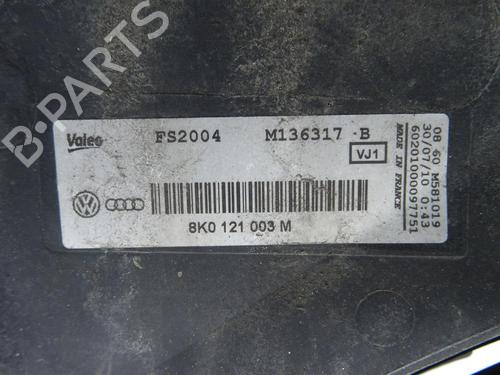 Valeo FS2004 M136317 -B
VJ1
8K0 121 003 M
MADE IN FRANCE
08 60 M581019
30/07/10 0:43
60201000097751
B-PARTS